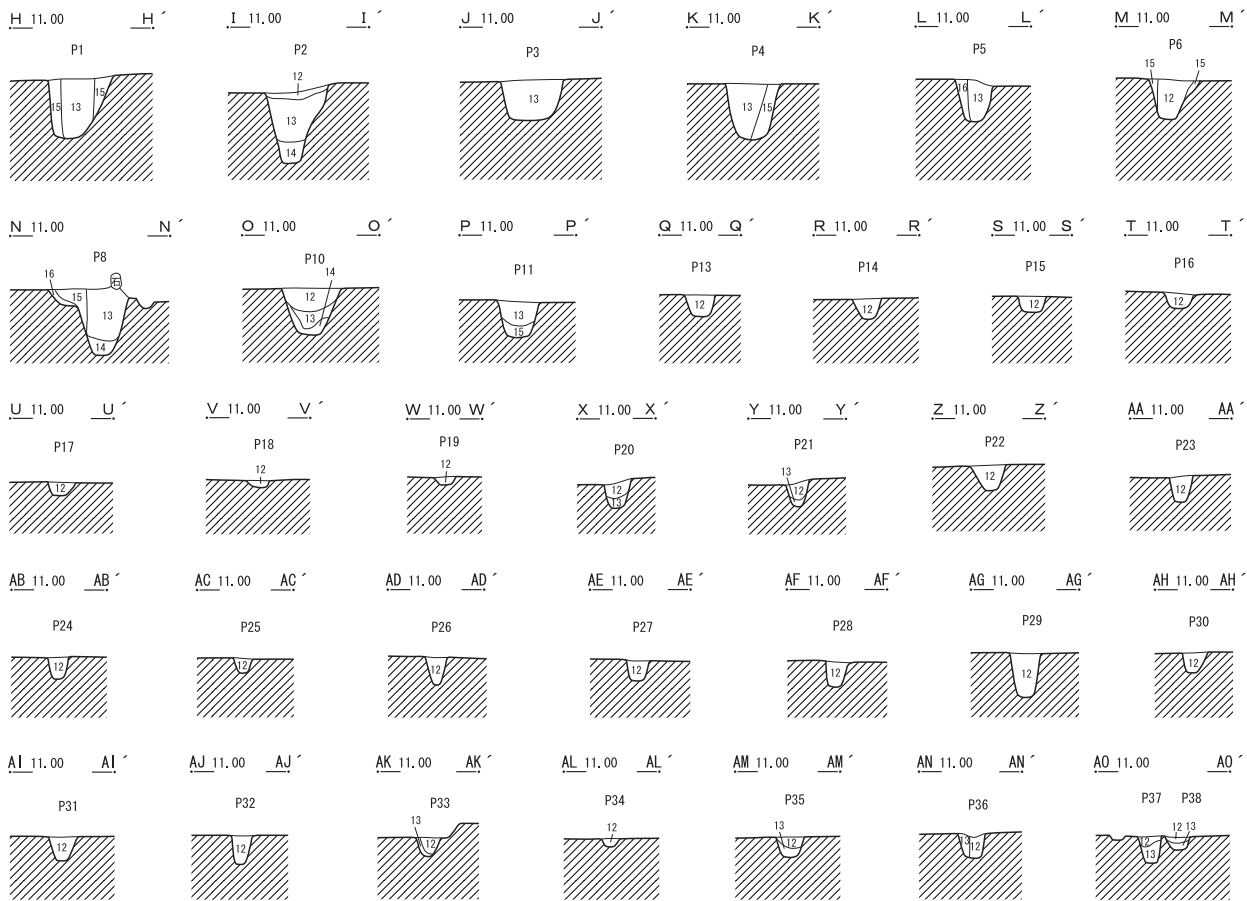 H 11.00 H´ I 11.00 I´ J 11.00 J´ K 11.00 K´ L 11.00 L´ M 11.00 M´
P1 P2 P3 P4 P5 P6
15 13 15 12 13 14 13 13 15 16 13 15 12 15
N 11.00 N´ O 11.00 O´ P 11.00 P´ Q 11.00 Q´ R 11.00 R´ S 11.00 S´ T 11.00 T´
P8 P10 P11 P13 P14 P15 P16
16 15 石 13 14 12 13 14 13 15 12 12 12 12
U 11.00 U´ V 11.00 V´ W 11.00 W´ X 11.00 X´ Y 11.00 Y´ Z 11.00 Z´ AA 11.00 AA´
P17 P18 P19 P20 P21 P22 P23
12 12 12 12 13 13 12 12 12
AB 11.00 AB´ AC 11.00 AC´ AD 11.00 AD´ AE 11.00 AE´ AF 11.00 AF´ AG 11.00 AG´ AH 11.00 AH´
P24 P25 P26 P27 P28 P29 P30
12 12 12 12 12 12 12
AI 11.00 AI´ AJ 11.00 AJ´ AK 11.00 AK´ AL 11.00 AL´ AM 11.00 AM´ AN 11.00 AN´ AO 11.00 AO´
P31 P32 P33 P34 P35 P36 P37 P38
12 12 13 12 12 13 12 13 12 12 13 12 13